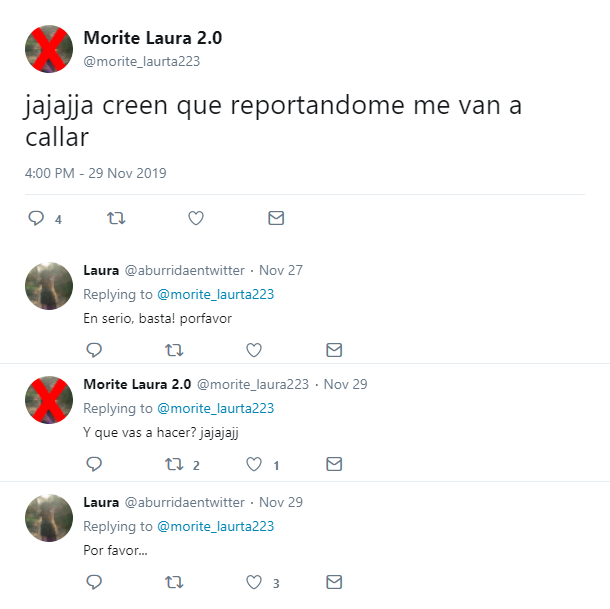 Morite Laura 2.0
@morite_laurta223
jajajja creen que reportandome me van a
callar
4:00 PM - 29 Nov 2019
4
Laura @aburridaentwitter · Nov 27
Replying to @morite_laurta223
En serio, basta! porfavor
Morite Laura 2.0 @morite_laura223 · Nov 29
Replying to @morite_laurta223
Y que vas a hacer? jajajajj
2 1
Laura @aburridaentwitter · Nov 29
Replying to @morite_laurta223
Por favor...
3